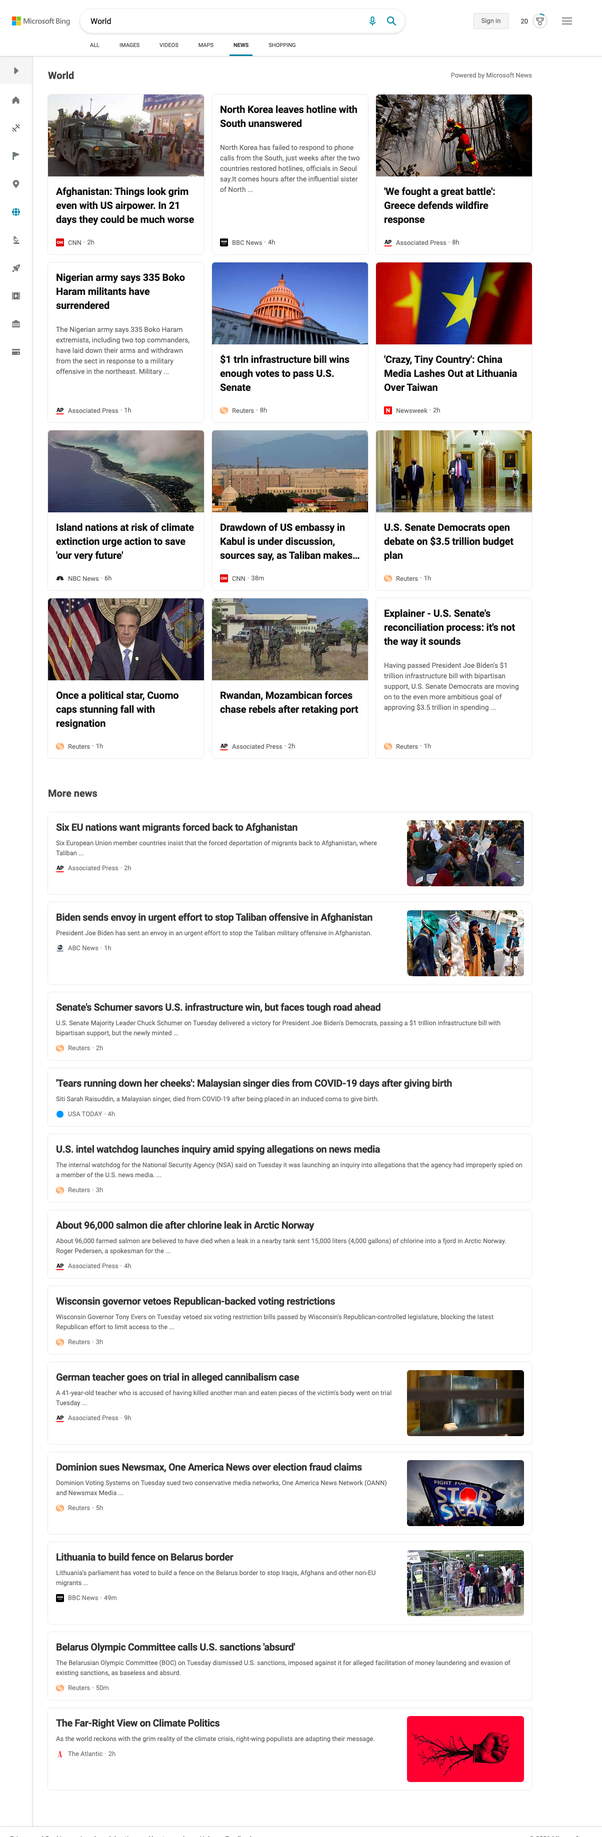 Microsoft Bing
World
Sign in
20
ALL
IMAGES
VIDEOS
MAPS
NEWS
SHOPPING
World
Powered by Microsoft News
Afghanistan: Things look grim
even with US airpower. In 21
days they could be much worse
CNN · 2h
North Korea leaves hotline with
South unanswered
North Korea has failed to respond to phone
calls from the South, just weeks after the two
countries restored hotlines, officials in Seoul
say.It comes hours after the influential sister
of North ...
BBC News · 4h
'We fought a great battle':
Greece defends wildfire
response
AP Associated Press · 8h
Nigerian army says 335 Boko
Haram militants have
surrendered
The Nigerian army says 335 Boko Haram
extremists, including two top commanders,
have laid down their arms and withdrawn
from the sect in response to a military
offensive in the northeast. Military ...
AP Associated Press · 1h
$1 trln infrastructure bill wins
enough votes to pass U.S.
Senate
Reuters · 8h
'Crazy, Tiny Country': China
Media Lashes Out at Lithuania
Over Taiwan
N Newsweek · 2h
Island nations at risk of climate
extinction urge action to save
'our very future'
NBC News · 6h
Drawdown of US embassy in
Kabul is under discussion,
sources say, as Taliban makes...
CNN · 38m
U.S. Senate Democrats open
debate on $3.5 trillion budget
plan
Reuters · 1h
Once a political star, Cuomo
caps stunning fall with
resignation
Reuters · 1h
Rwandan, Mozambican forces
chase rebels after retaking port
AP Associated Press · 2h
Explainer - U.S. Senate's
reconciliation process: it's not
the way it sounds
Having passed President Joe Biden's $1
trillion infrastructure bill with bipartisan
support, U.S. Senate Democrats are moving
on to the even more ambitious goal of
approving $3.5 trillion in spending ...
Reuters · 1h
More news
Six EU nations want migrants forced back to Afghanistan
Six European Union member countries insist that the forced deportation of migrants back to Afghanistan, where
Taliban ...
AP Associated Press · 2h
Biden sends envoy in urgent effort to stop Taliban offensive in Afghanistan
President Joe Biden has sent an envoy in an urgent effort to stop the Taliban military offensive in Afghanistan.
ABC News · 1h
Senate's Schumer savors U.S. infrastructure win, but faces tough road ahead
U.S. Senate Majority Leader Chuck Schumer on Tuesday delivered a victory for President Joe Biden's Democrats, passing a $1 trillion infrastructure bill with
bipartisan support, but the newly minted ...
Reuters · 2h
'Tears running down her cheeks': Malaysian singer dies from COVID-19 days after giving birth
Siti Sarah Raisuddin, a Malaysian singer, died from COVID-19 after being placed in an induced coma to give birth.
USA TODAY · 4h
U.S. intel watchdog launches inquiry amid spying allegations on news media
The internal watchdog for the National Security Agency (NSA) said on Tuesday it was launching an inquiry into allegations that the agency had improperly spied on
a member of the U.S. news media. ...
Reuters · 3h
About 96,000 salmon die after chlorine leak in Arctic Norway
About 96,000 farmed salmon are believed to have died when a leak in a nearby tank sent 15,000 liters (4,000 gallons) of chlorine into a fjord in Arctic Norway.
Roger Pedersen, a spokesman for the ...
AP Associated Press · 4h
Wisconsin governor vetoes Republican-backed voting restrictions
Wisconsin Governor Tony Evers on Tuesday vetoed six voting restriction bills passed by Wisconsin's Republican-controlled legislature, blocking the latest
Republican effort to limit access to the ...
Reuters · 3h
German teacher goes on trial in alleged cannibalism case
A 41-year-old teacher who is accused of having killed another man and eaten pieces of the victim's body went on trial
Tuesday ...
AP Associated Press · 9h
Dominion sues Newsmax, One America News over election fraud claims
Dominion Voting Systems on Tuesday sued two conservative media networks, One America News Network (OANN)
and Newsmax Media ...
Reuters · 5h
FIGHT FOR
STOP
STEAL
Lithuania to build fence on Belarus border
Lithuania's parliament has voted to build a fence on the Belarus border to stop Iraqis, Afghans and other non-EU
migrants ...
BBC News · 49m
Belarus Olympic Committee calls U.S. sanctions 'absurd'
The Belarusian Olympic Committee (BOC) on Tuesday dismissed U.S. sanctions, imposed against it for alleged facilitation of money laundering and evasion of
existing sanctions, as baseless and absurd.
Reuters · 50m
The Far-Right View on Climate Politics
As the world reckons with the grim reality of the climate crisis, right-wing populists are adapting their message.
The Atlantic · 2h